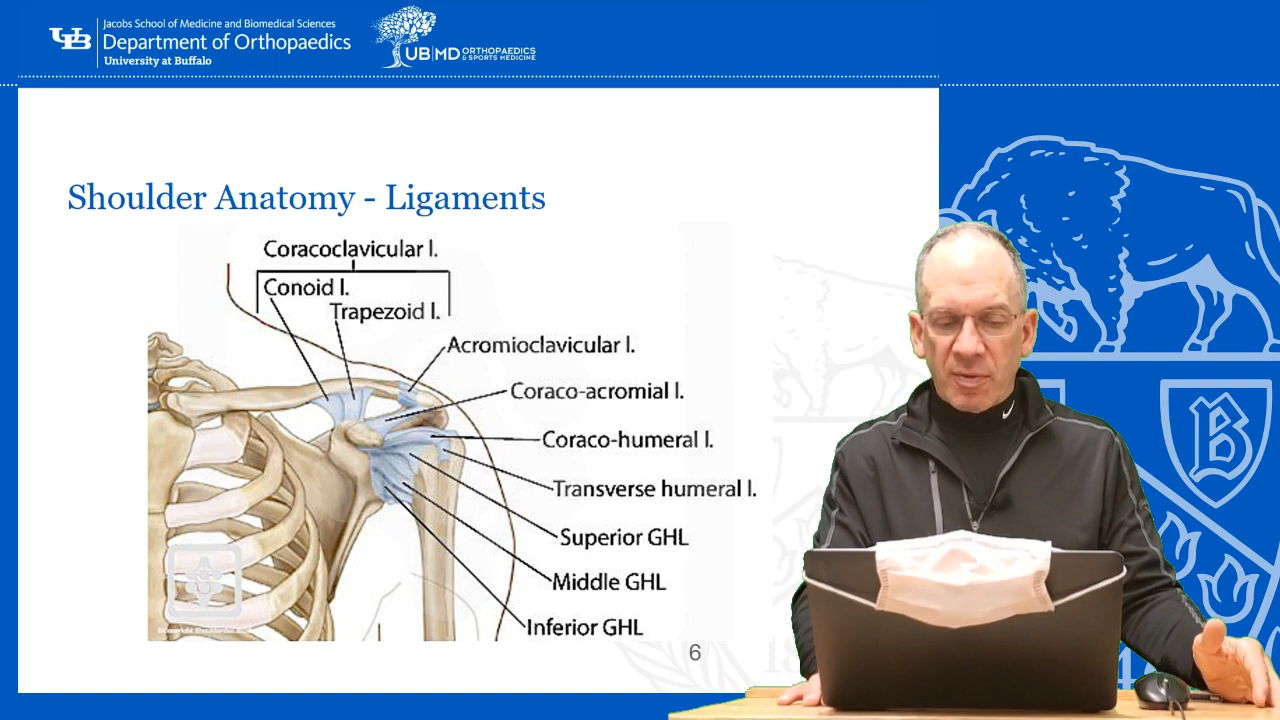 UB
Jacobs School of Medicine and Biomedical Sciences
Department of Orthopaedics
University at Buffalo
UB|MD ORTHOPAEDICS
& SPORTS MEDICINE
Shoulder Anatomy - Ligaments
Coracoclavicular l.
Conoid l.
Trapezoid l.
Acromioclavicular l.
Coraco-acromial l.
Coraco-humeral l.
Transverse humeral l.
Superior GHL
Middle GHL
Inferior GHL
6
B